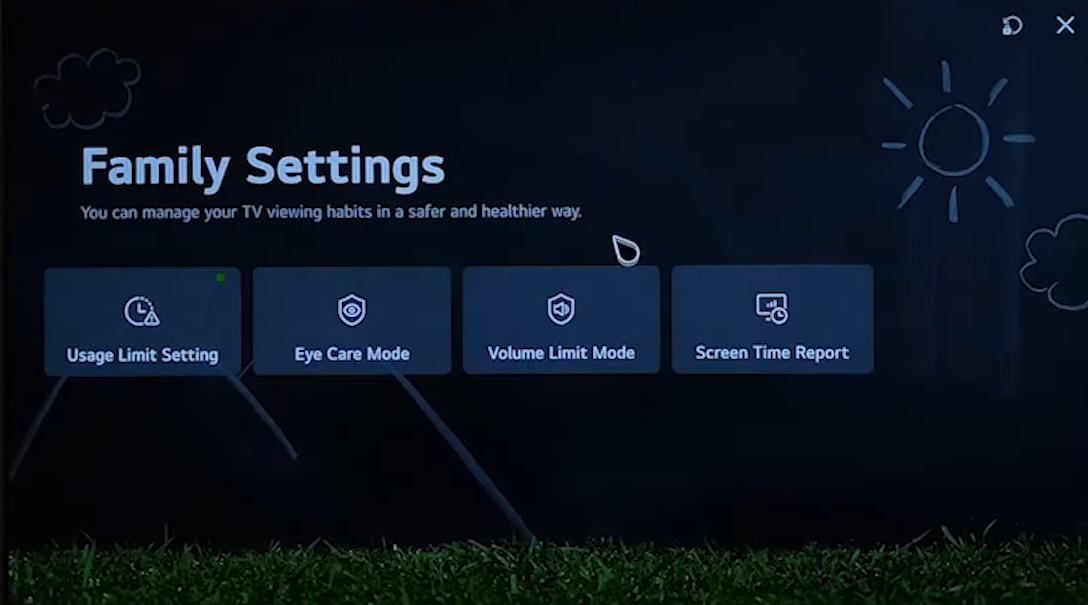 Family Settings
You can manage your TV viewing habits in a safer and healthier way.
Usage Limit Setting
Eye Care Mode
Volume Limit Mode
Screen Time Report